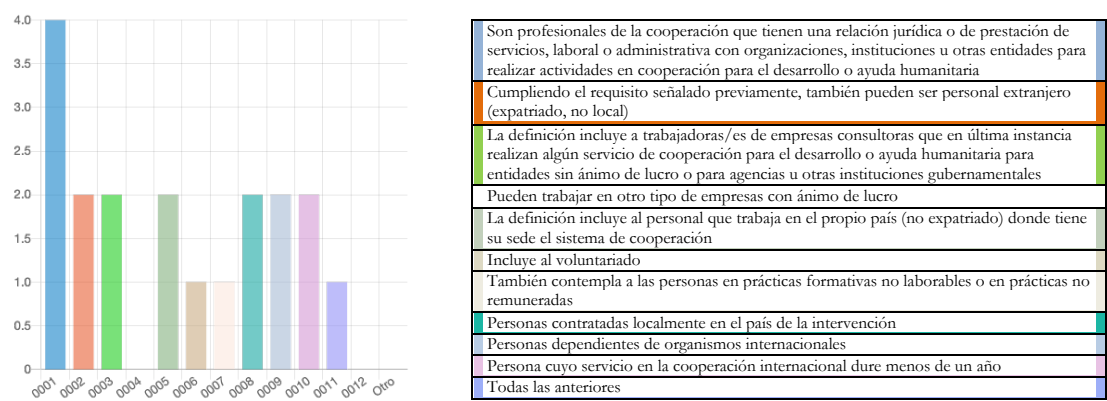 4.0
3.5
3.0
2.5
2.0
1.5
1.0
0.5
0
0001
0002
0003
0004
0005
0006
0007
0008
0009
0010
0011
0012
Otro
Son profesionales de la cooperación que tienen una relación jurídica o de prestación de
servicios, laboral o administrativa con organizaciones, instituciones u otras entidades para
realizar actividades en cooperación para el desarrollo o ayuda humanitaria
Cumpliendo el requisito señalado previamente, también pueden ser personal extranjero
(expatriado, no local)
La definición incluye a trabajadoras/es de empresas consultoras que en última instancia
realizan algún servicio de cooperación para el desarrollo o ayuda humanitaria para
entidades sin ánimo de lucro o para agencias u otras instituciones gubernamentales
Pueden trabajar en otro tipo de empresas con ánimo de lucro
La definición incluye al personal que trabaja en el propio país (no expatriado) donde tiene
su sede el sistema de cooperación
Incluye al voluntariado
También contempla a las personas en prácticas formativas no laborables o en prácticas no
remuneradas
Personas contratadas localmente en el país de la intervención
Personas dependientes de organismos internacionales
Persona cuyo servicio en la cooperación internacional dure menos de un año
Todas las anteriores